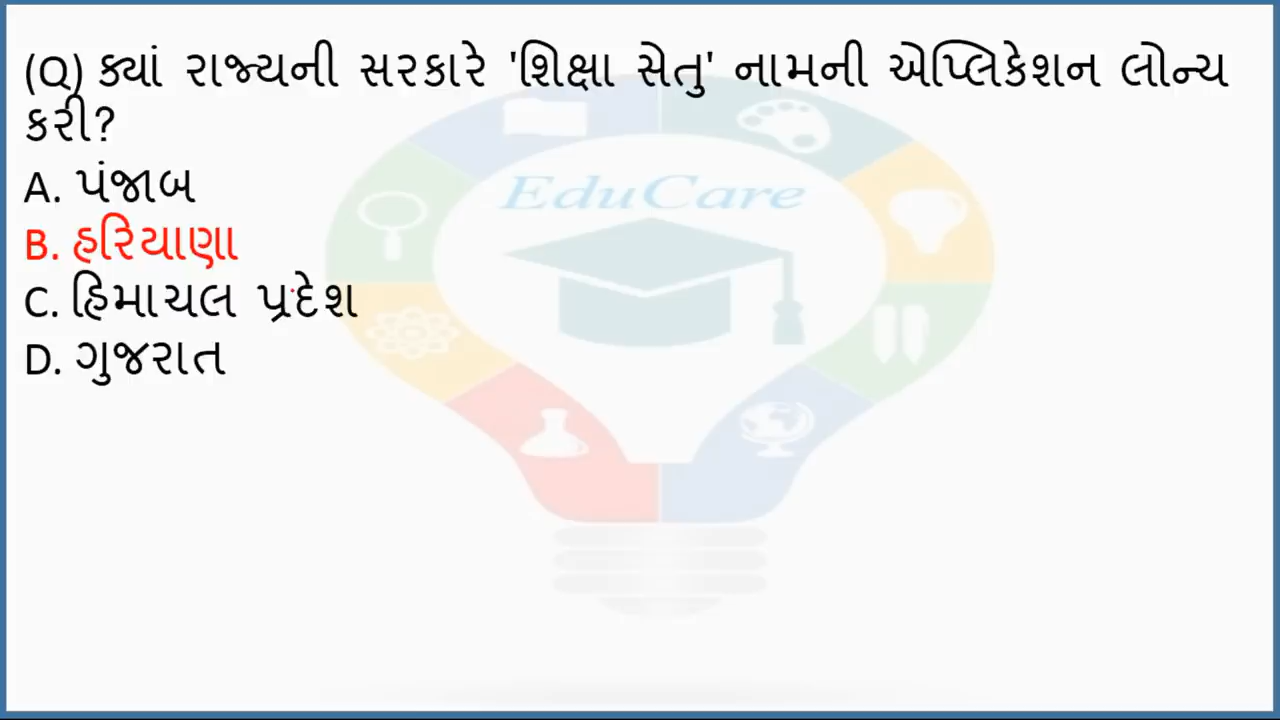 (Q) ક્યાં રાજ્યની સરકારે 'શિક્ષા સેતુ' નામની એપ્લિકેશન લોન્ચ
કરી?
A. પંજાબ
B. હરિયાણા
C. હિમાચલ પ્રદેશ
D. ગુજરાત
EduCare